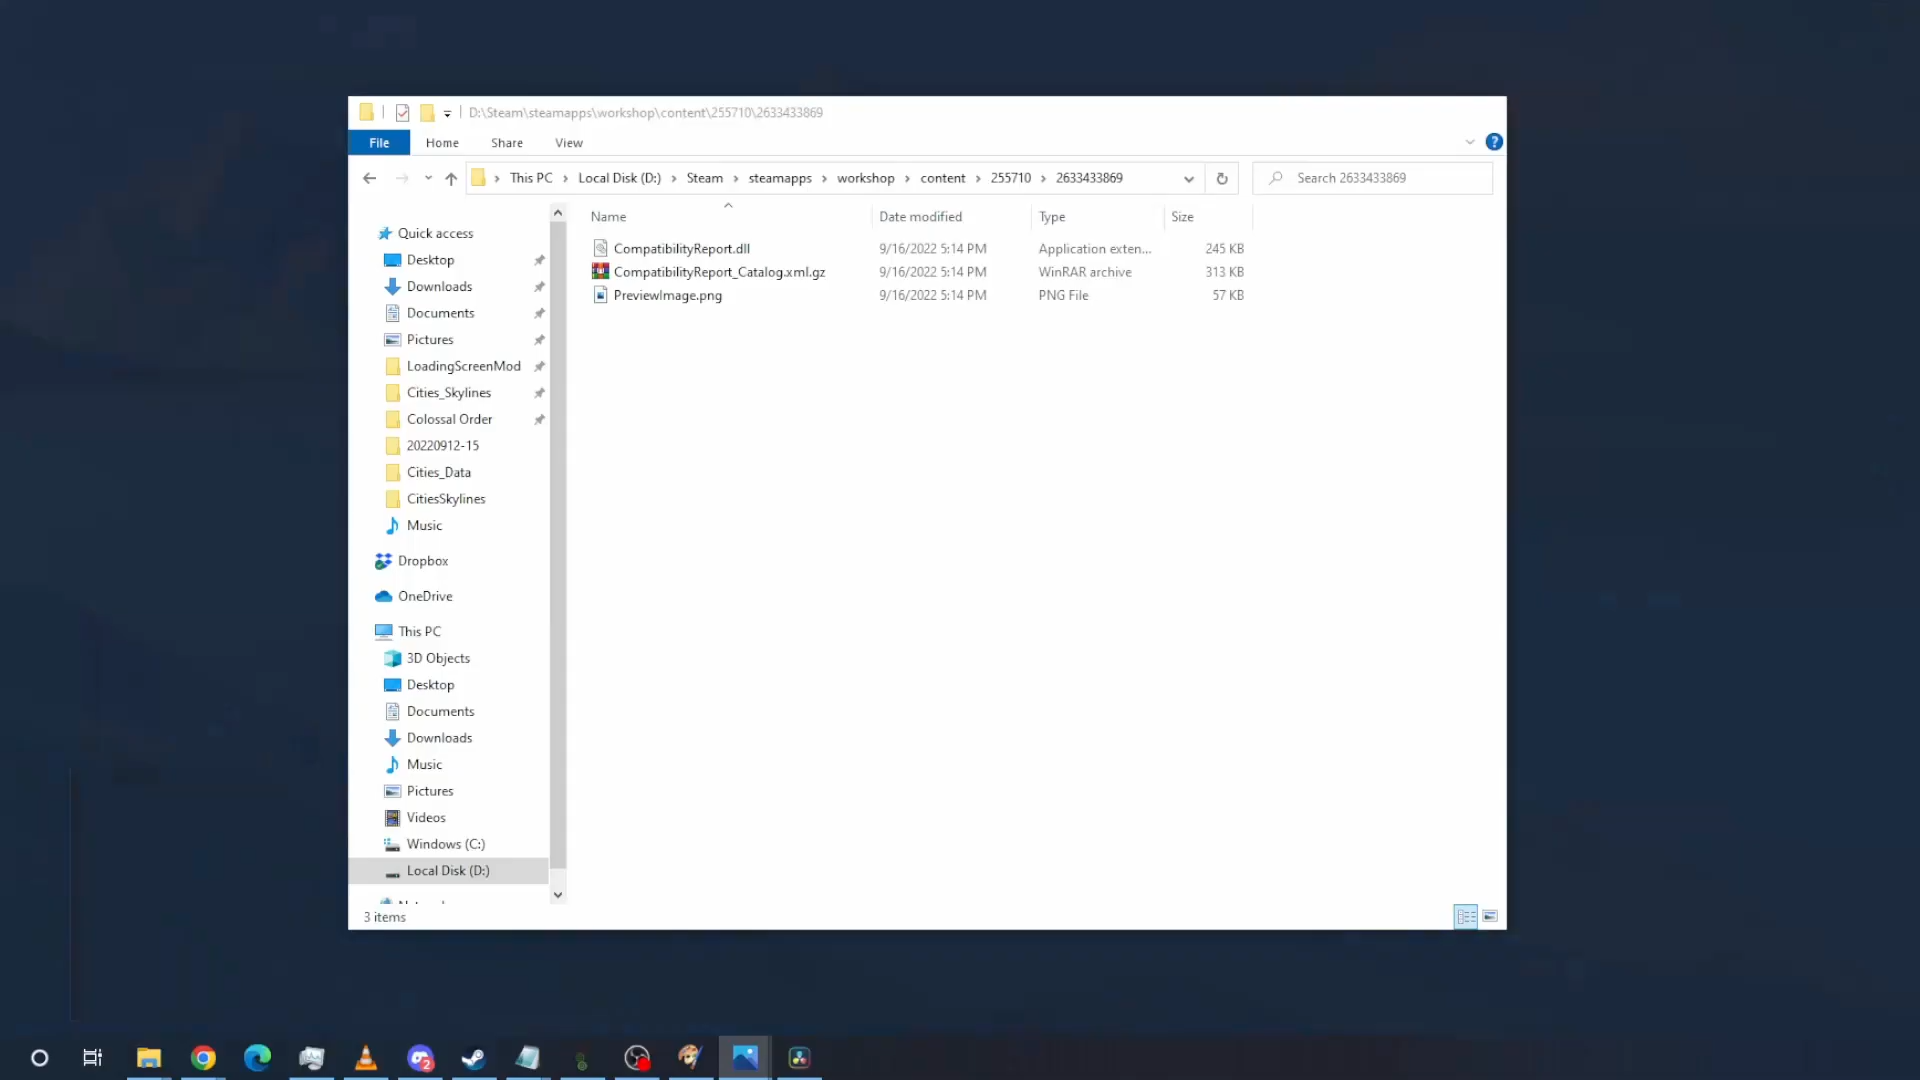 D:\Steam\steamapps\workshop\content\255710\2633433869
File Home Share View
This PC Local Disk (D:) Steam steamapps workshop content 255710 2633433869 Search 2633433869
Name Date modified Type Size
CompatibilityReport.dll 9/16/2022 5:14 PM Application exten... 245 KB
CompatibilityReport_Catalog.xml.gz 9/16/2022 5:14 PM WinRAR archive 313 KB
PreviewImage.png 9/16/2022 5:14 PM PNG File 57 KB
Quick access
Desktop
Downloads
Documents
Pictures
LoadingScreenMod
Cities_Skylines
Colossal Order
20220912-15
Cities_Data
CitiesSkylines
Music
Dropbox
OneDrive
This PC
3D Objects
Desktop
Documents
Downloads
Music
Pictures
Videos
Windows (C:)
Local Disk (D:)
3 items
2